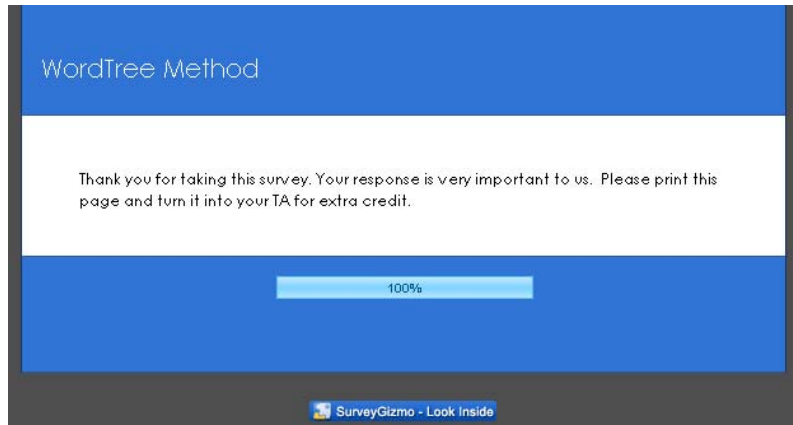 WordTree Method
Thank you for taking this survey. Your response is very important to us. Please print this
page and turn it into your TA for extra credit.
100%
SurveyGizmo - Look Inside